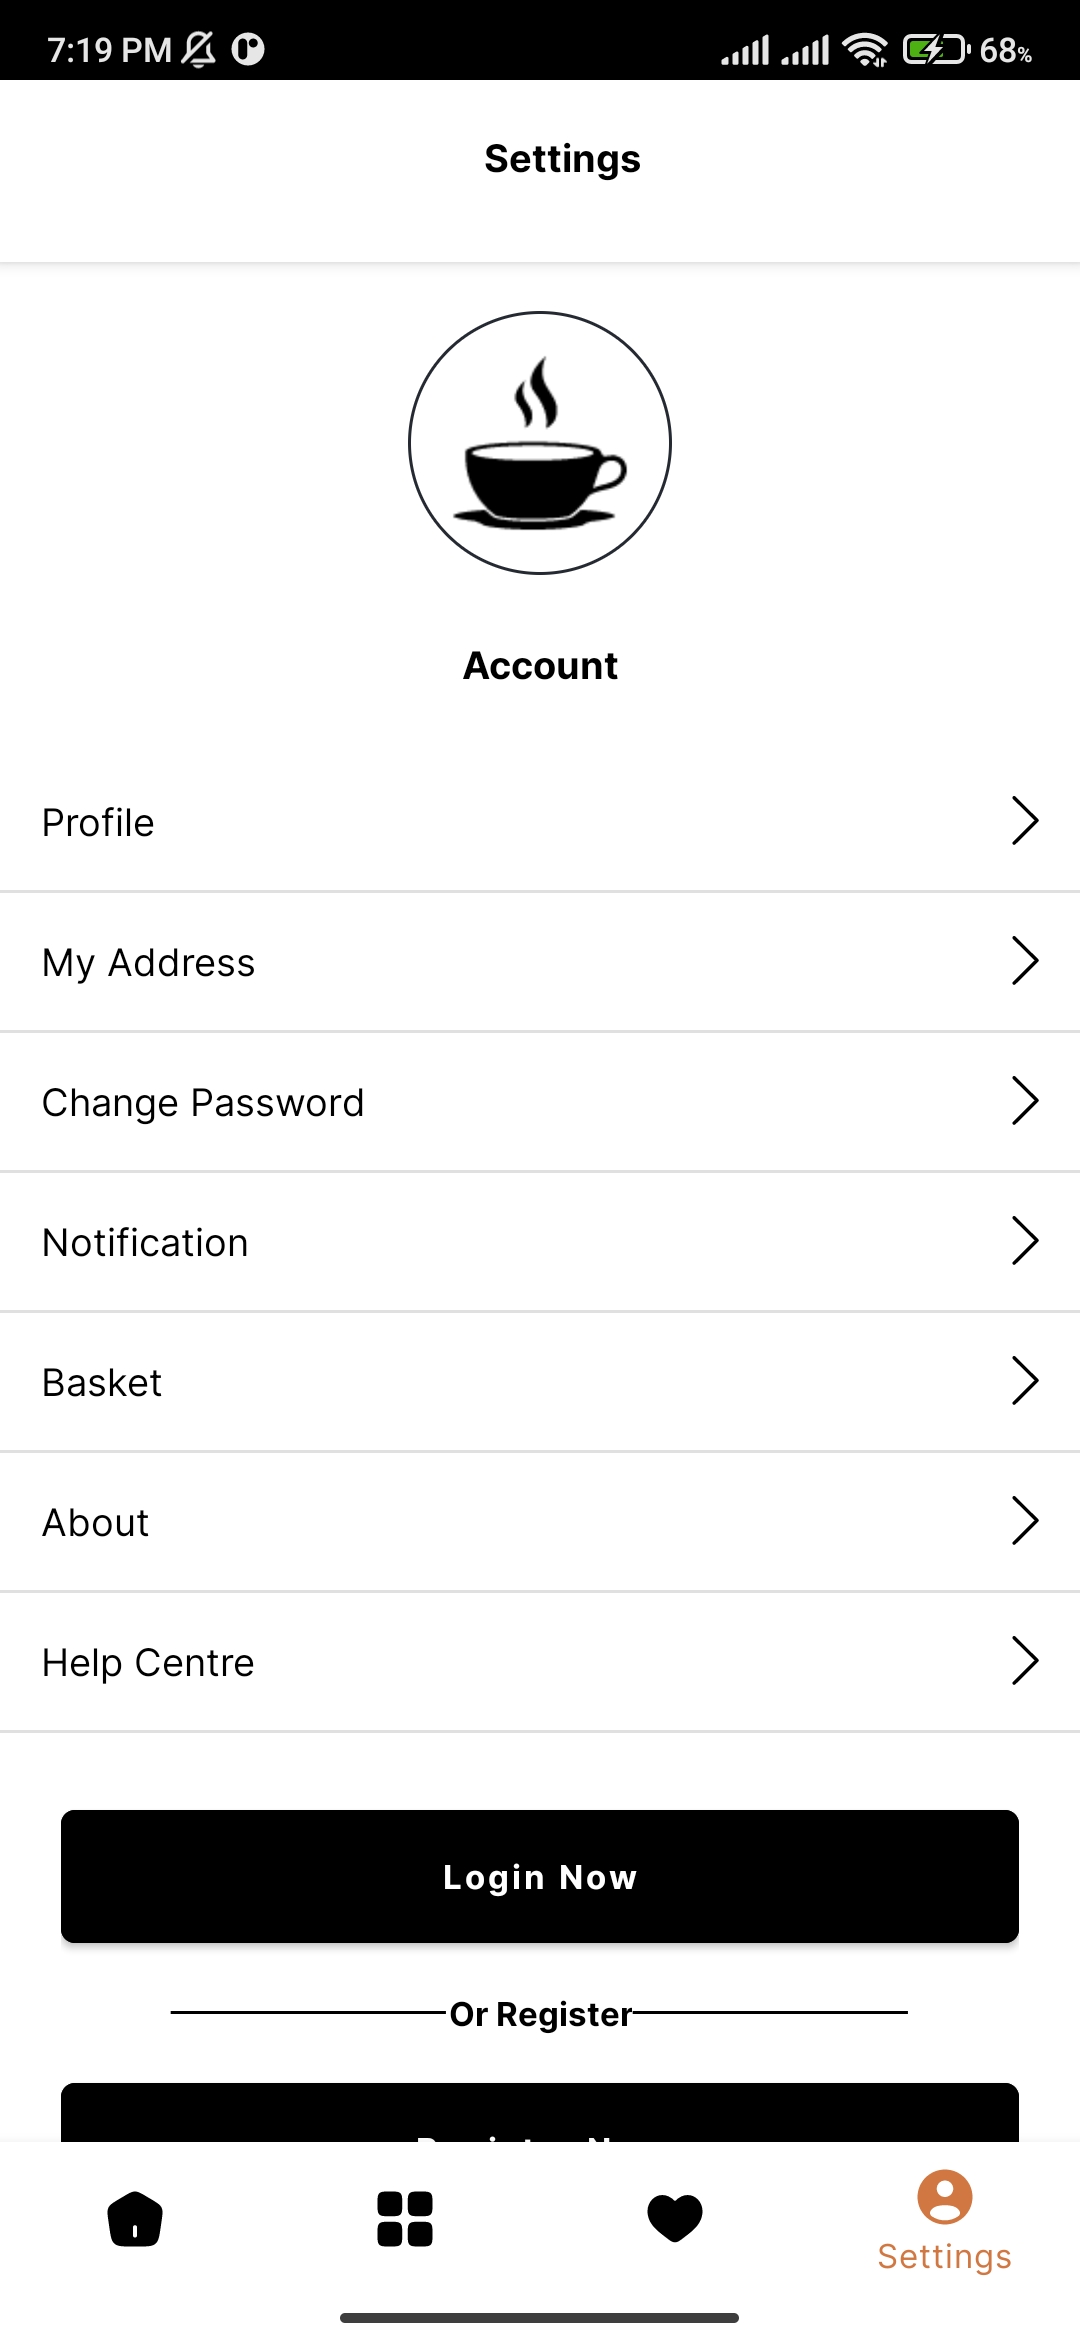 7:19 PM 68%
Settings
Account
Profile
My Address
Change Password
Notification
Basket
About
Help Centre
Login Now
Or Register
Settings